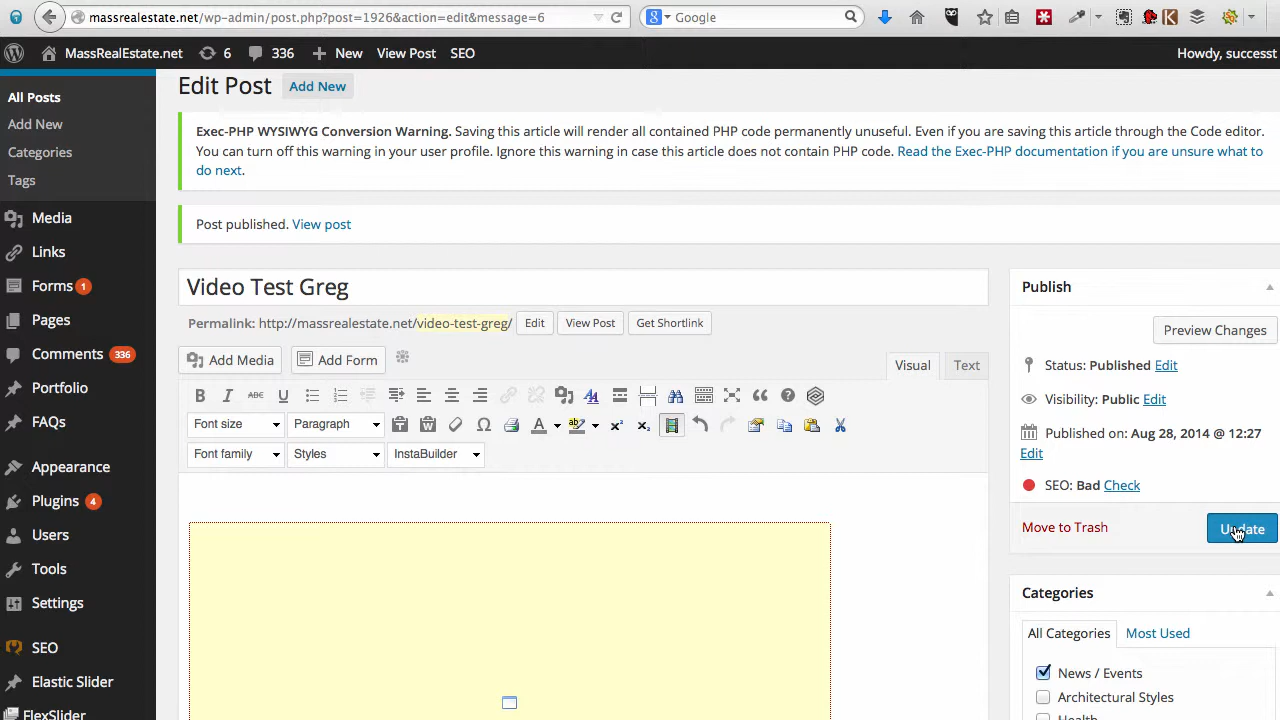 massrealestate.net/wp-admin/post.php?post=1926&action=edit&message=6
Google
MassRealEstate.net 6 336 New View Post SEO Howdy, successt
All Posts
Add New
Categories
Tags
Media
Links
Forms 1
Pages
Comments 336
Portfolio
FAQs
Appearance
Plugins 4
Users
Tools
Settings
SEO
Elastic Slider
FlexSlider
Edit Post Add New
Exec-PHP WYSIWYG Conversion Warning. Saving this article will render all contained PHP code permanently unuseful. Even if you are saving this article through the Code editor.
You can turn off this warning in your user profile. Ignore this warning in case this article does not contain PHP code. Read the Exec-PHP documentation if you are unsure what to
do next.
Post published. View post
Video Test Greg
Permalink: http://massrealestate.net/video-test-greg/ Edit View Post Get Shortlink
Add Media Add Form
Visual Text
Font size Paragraph
Font family Styles InstaBuilder
Publish
Preview Changes
Status: Published Edit
Visibility: Public Edit
Published on: Aug 28, 2014 @ 12:27
Edit
SEO: Bad Check
Move to Trash Update
Categories
All Categories Most Used
News / Events
Architectural Styles
Health